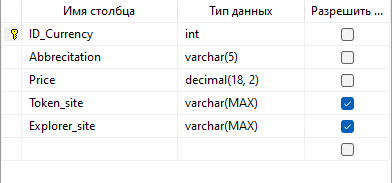 Имя столбца Тип данных Разрешить ...
ID_Currency int
Abbrecitation varchar(5)
Price decimal(18, 2)
Token_site varchar(MAX)
Explorer_site varchar(MAX)